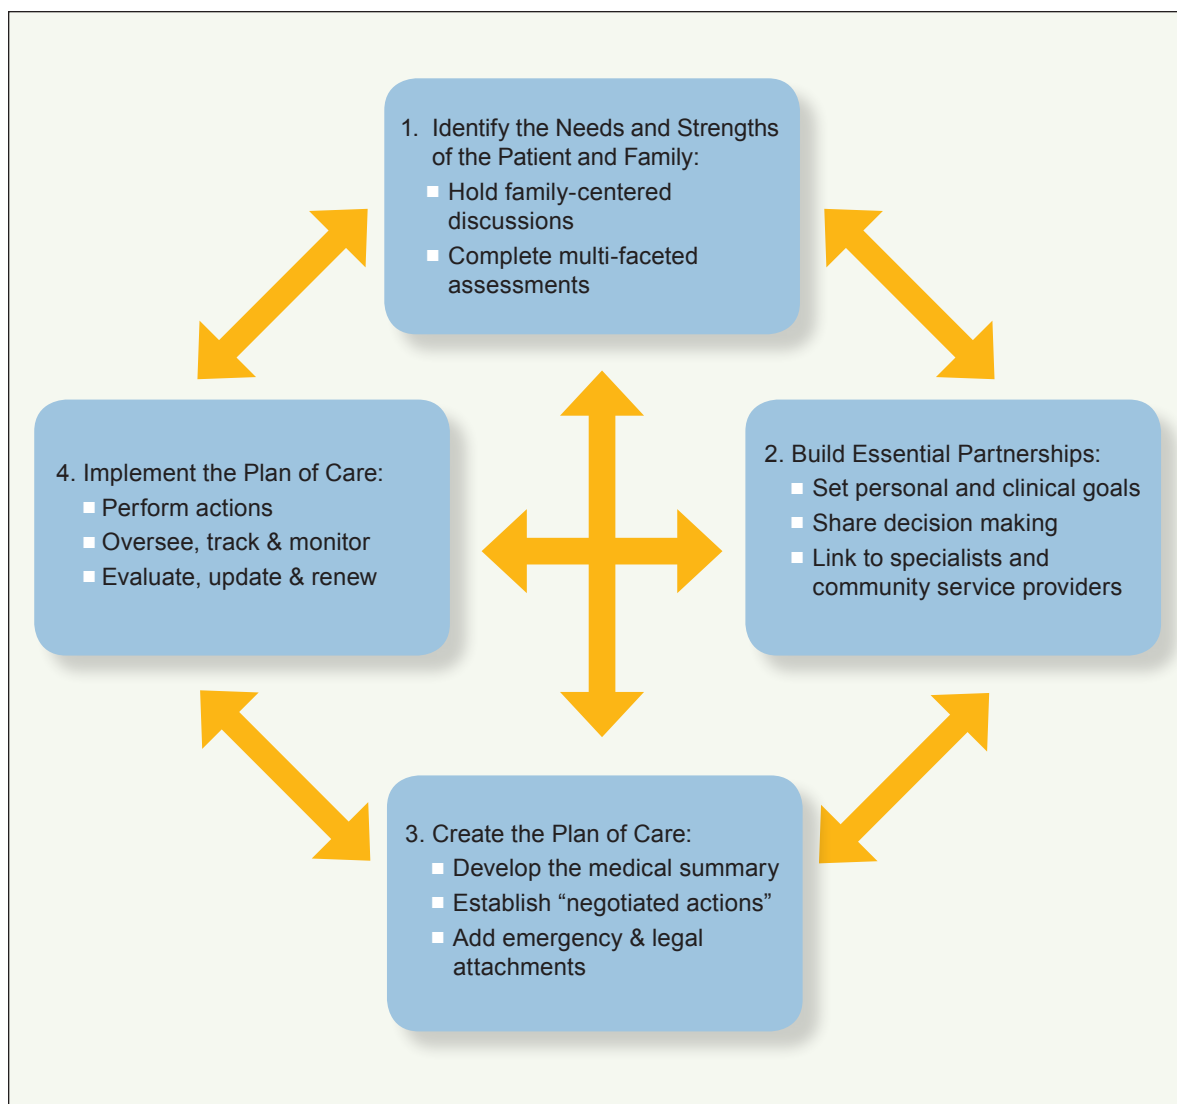 1. Identify the Needs and Strengths
of the Patient and Family:
Hold family-centered
discussions
Complete multi-faceted
assessments
2. Build Essential Partnerships:
Set personal and clinical goals
Share decision making
Link to specialists and
community service providers
3. Create the Plan of Care:
Develop the medical summary
Establish “negotiated actions”
Add emergency & legal
attachments
4. Implement the Plan of Care:
Perform actions
Oversee, track & monitor
Evaluate, update & renew